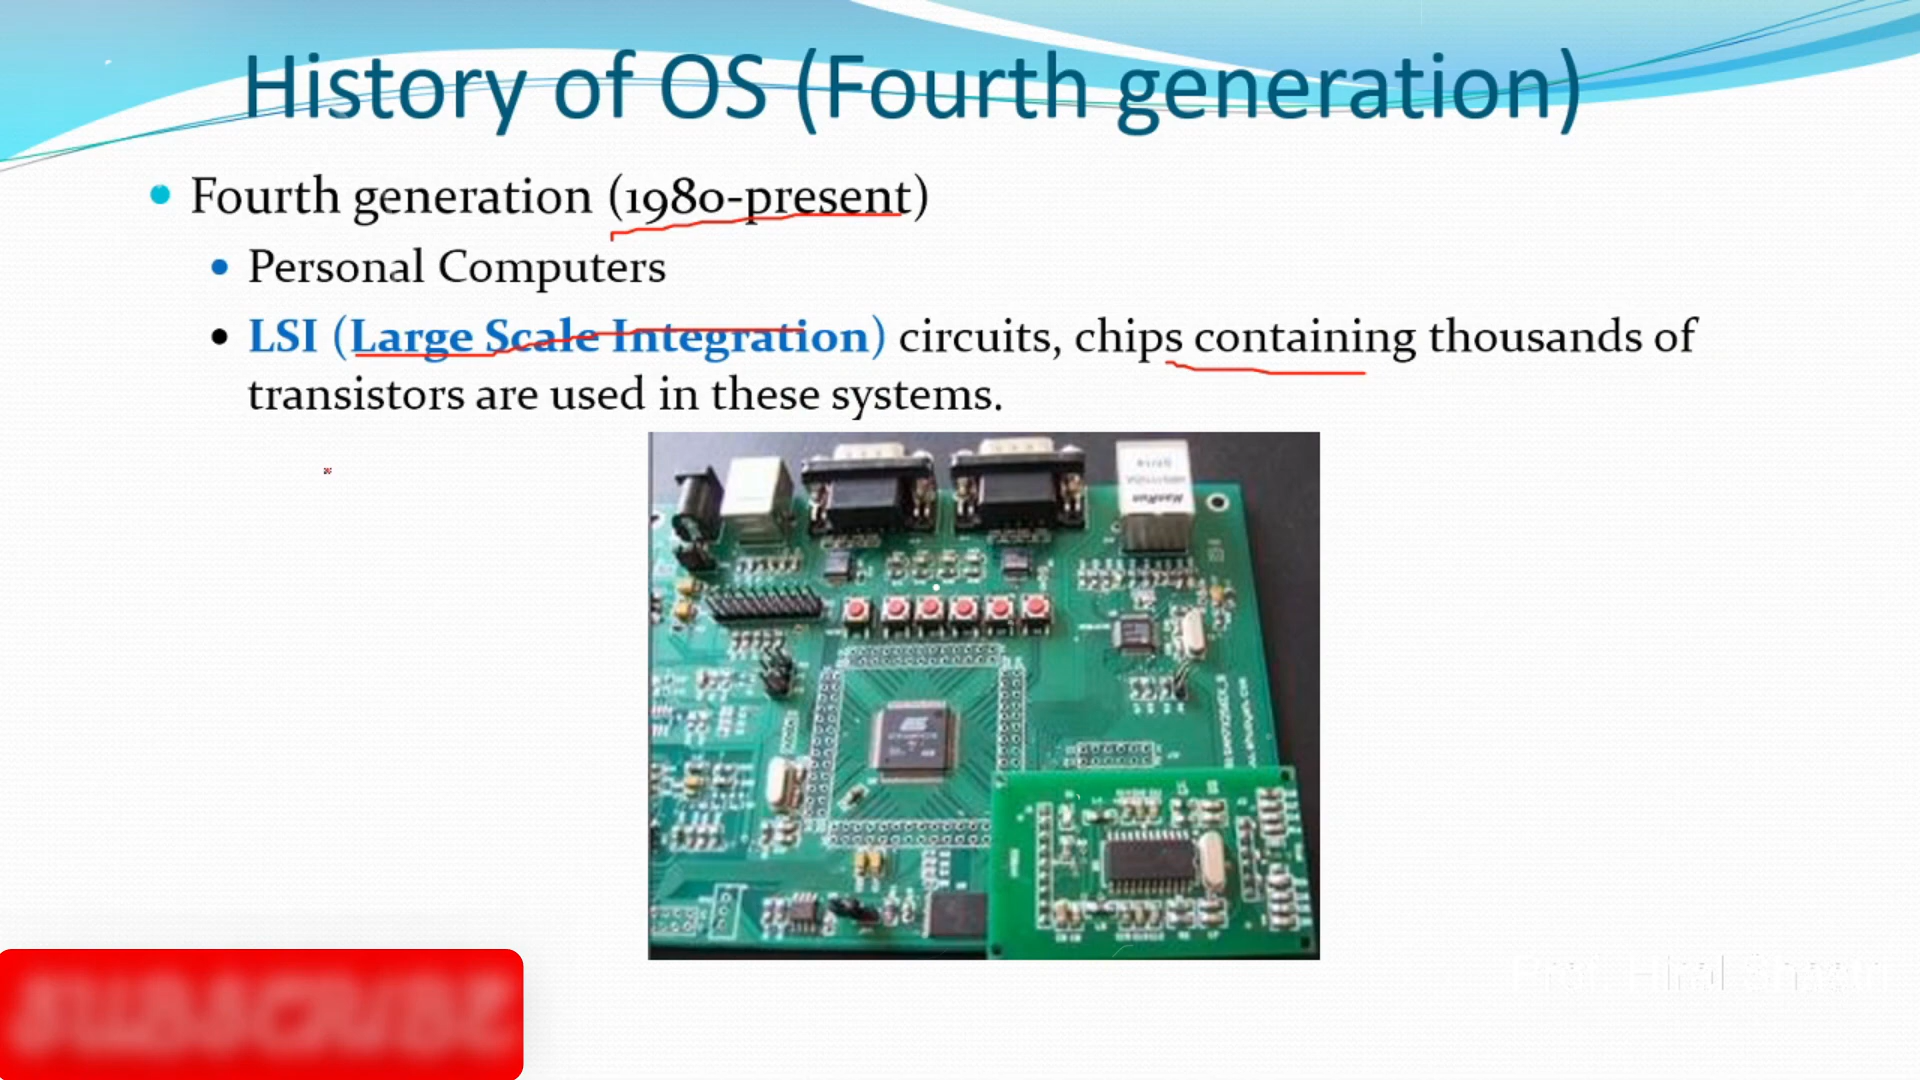 History of OS (Fourth generation)
Fourth generation (1980-present)
Personal Computers
LSI (Large Scale Integration) circuits, chips containing thousands of
transistors are used in these systems.
SUBSCRIBE